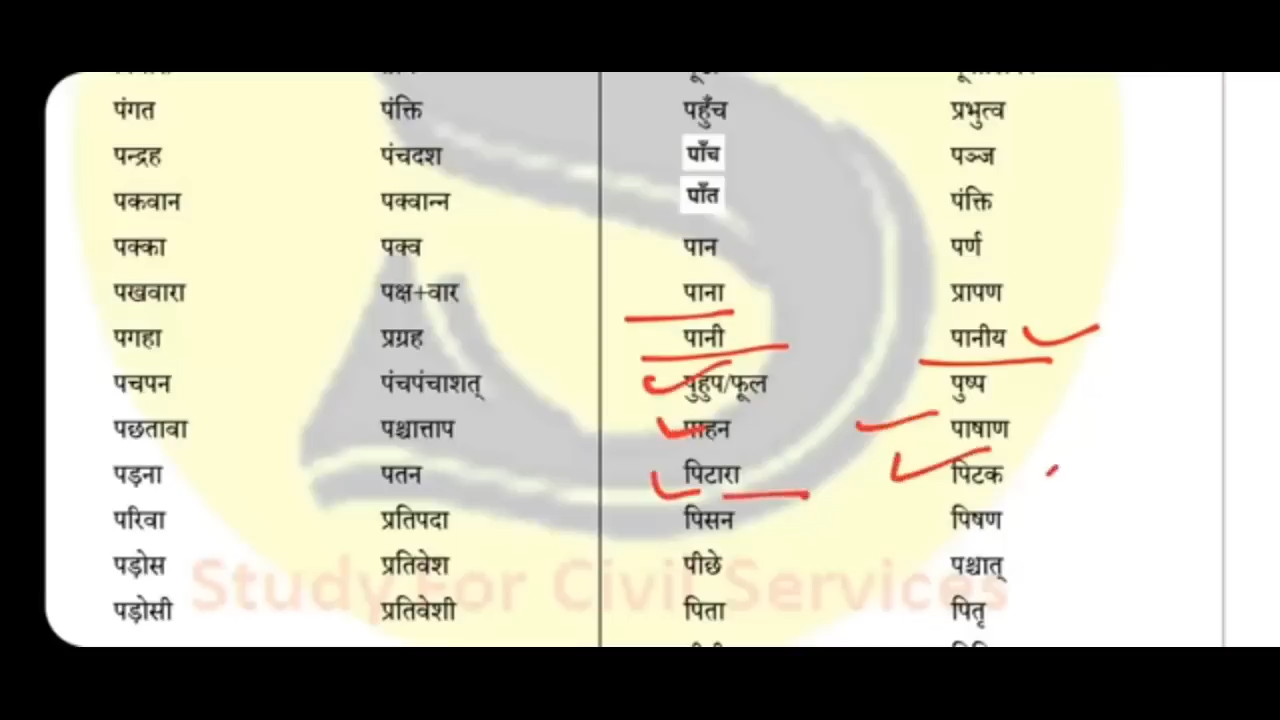 पंगत पंक्ति पहुँच प्रभुत्व
पन्द्रह पंचदश पाँच पञ्ज
पकवान पक्वान्न पाँत पंक्ति
पक्का पक्व पान पर्ण
पखवारा पक्ष+वार पाना प्रापण
पगहा प्रग्रह पानी पानीय
पचपन पंचपंचाशत् पुहुप/फूल पुष्प
पछतावा पश्चात्ताप पाहन पाषाण
पड़ना पतन पिटारा पिटक
परिवा प्रतिपदा पिसन पिषण
पड़ोस प्रतिवेश पीछे पश्चात्
Study For Civil Services
पड़ोसी प्रतिवेशी पिता पितृ